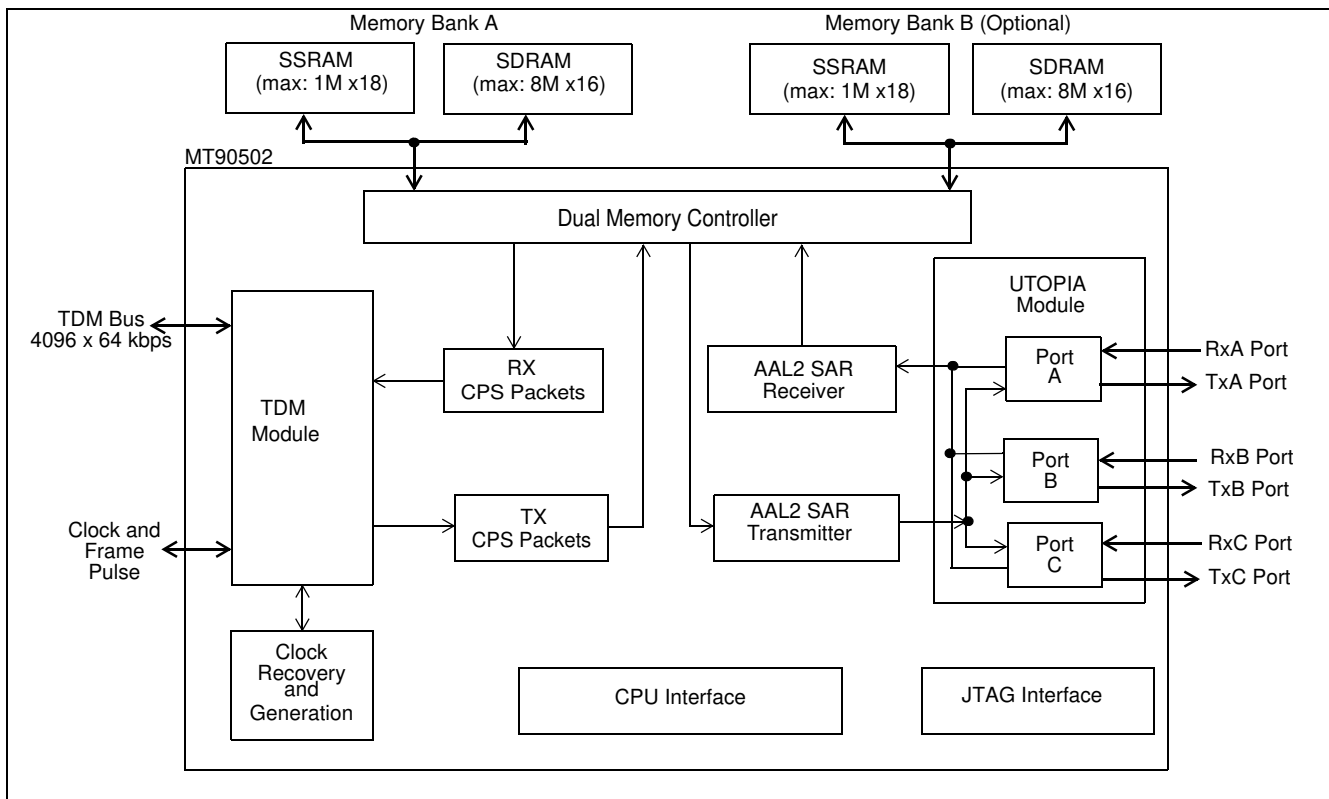 Memory Bank A
Memory Bank B (Optional)
SSRAM
(max: 1M x18)
SDRAM
(max: 8M x16)
SSRAM
(max: 1M x18)
SDRAM
(max: 8M x16)
MT90502
Dual Memory Controller
UTOPIA
Module
TDM Bus
4096 x 64 kbps
TDM
Module
RX
CPS Packets
AAL2 SAR
Receiver
Port
A
RxA Port
TxA Port
Port
B
RxB Port
TxB Port
TX
CPS Packets
AAL2 SAR
Transmitter
Port
C
RxC Port
TxC Port
Clock and
Frame
Pulse
Clock
Recovery
and
Generation
CPU Interface
JTAG Interface